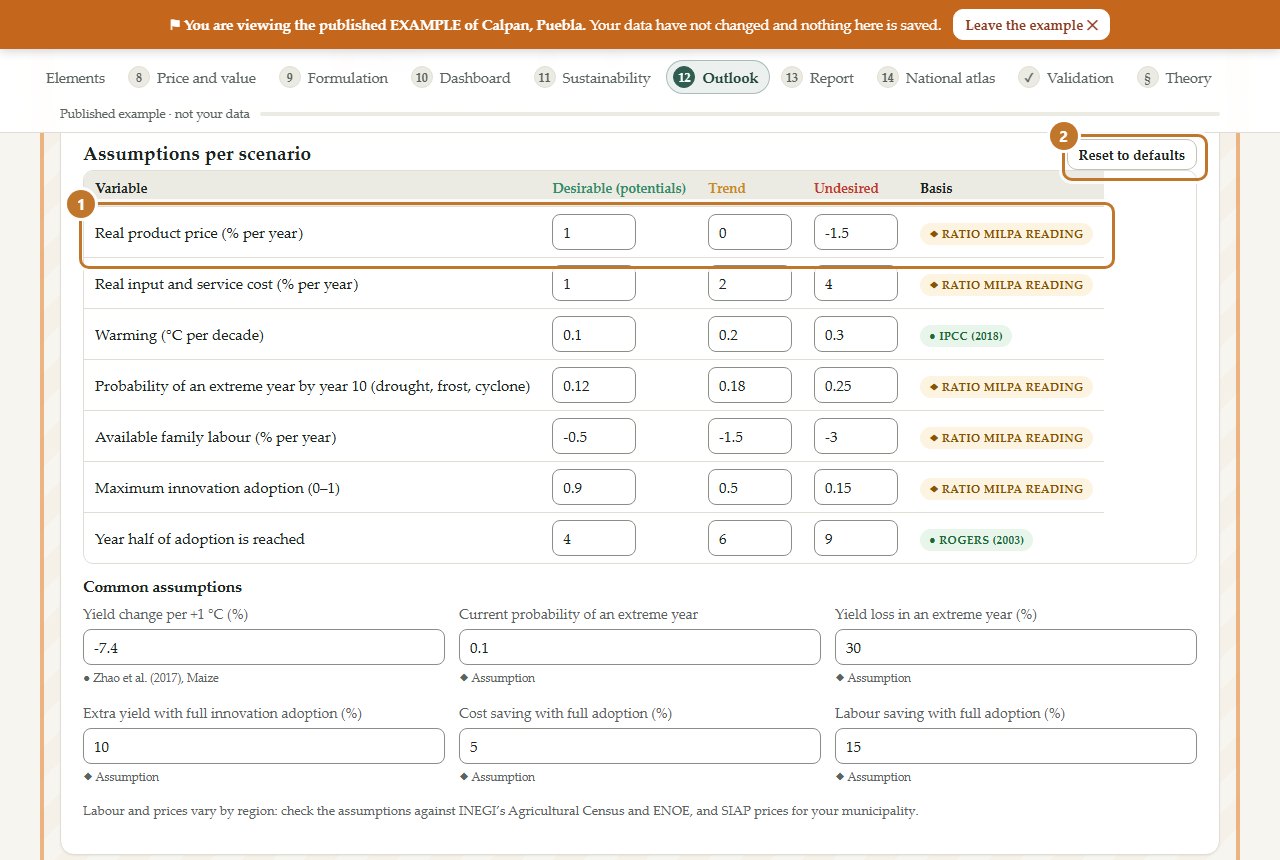 ⚑ You are viewing the published EXAMPLE of Calpan, Puebla. Your data have not changed and nothing here is saved. Leave the example ✕
Elements 8 Price and value 9 Formulation 10 Dashboard 11 Sustainability 12 Outlook 13 Report 14 National atlas ✓ Validation § Theory
Published example · not your data
2
Assumptions per scenario Reset to defaults
Variable Desirable (potentials) Trend Undesired Basis
1
Real product price (% per year) 1 0 -1.5 ◆ RATIO MILPA READING
Real input and service cost (% per year) 1 2 4 ◆ RATIO MILPA READING
Warming (°C per decade) 0.1 0.2 0.3 ● IPCC (2018)
Probability of an extreme year by year 10 (drought, frost, cyclone) 0.12 0.18 0.25 ◆ RATIO MILPA READING
Available family labour (% per year) -0.5 -1.5 -3 ◆ RATIO MILPA READING
Maximum innovation adoption (0–1) 0.9 0.5 0.15 ◆ RATIO MILPA READING
Year half of adoption is reached 4 6 9 ● ROGERS (2003)
Common assumptions
Yield change per +1 °C (%) Current probability of an extreme year Yield loss in an extreme year (%)
-7.4 0.1 30
● Zhao et al. (2017), Maize ◆ Assumption ◆ Assumption
Extra yield with full innovation adoption (%) Cost saving with full adoption (%) Labour saving with full adoption (%)
10 5 15
◆ Assumption ◆ Assumption ◆ Assumption
Labour and prices vary by region: check the assumptions against INEGI's Agricultural Census and ENOE, and SIAP prices for your municipality.